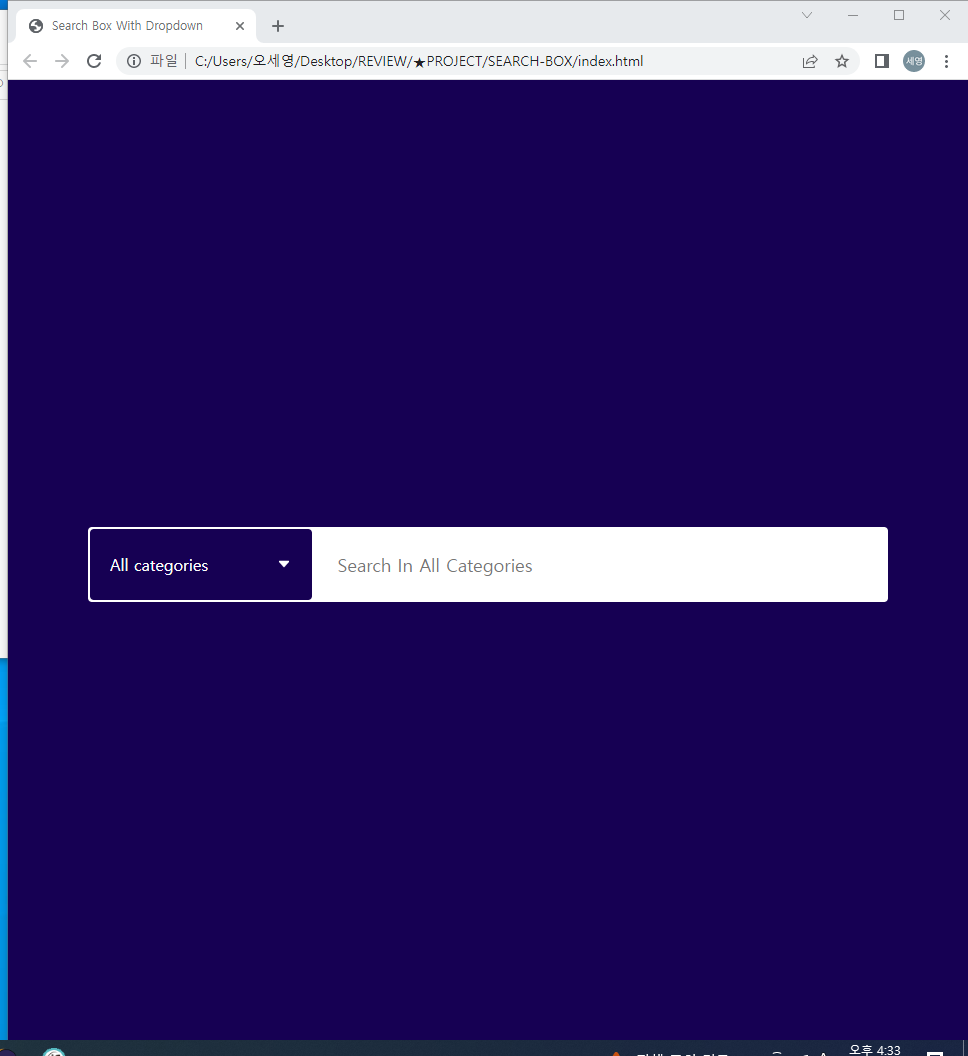 Search Box With Dropdown
파일 C:/Users/오세영/Desktop/REVIEW/★PROJECT/SEARCH-BOX/index.html
세영
All categories
Search In All Categories
오후 4:33